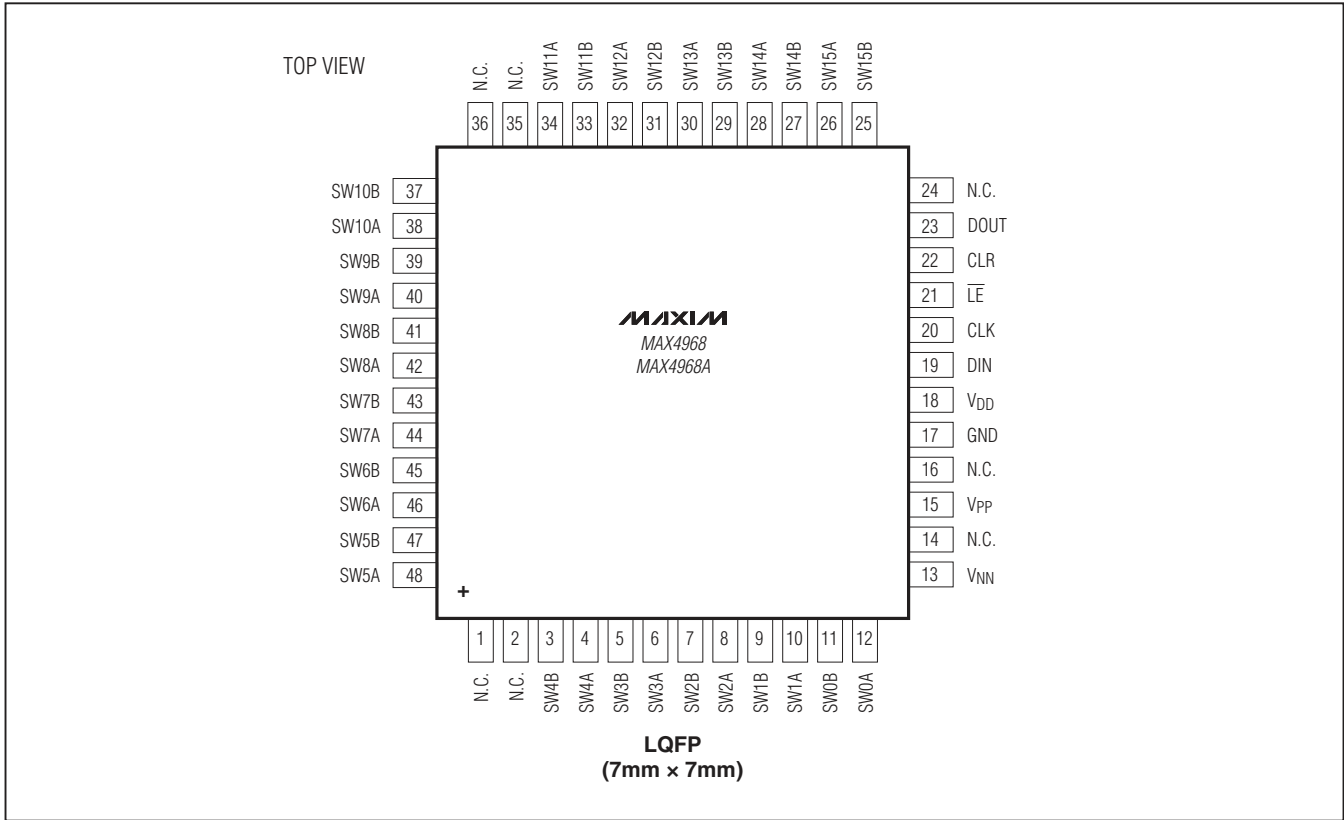 TOP VIEW
N.C.
N.C.
SW11A
SW11B
SW12A
SW12B
SW13A
SW13B
SW14A
SW14B
SW15A
SW15B
36 35 34 33 32 31 30 29 28 27 26 25
SW10B 37
SW10A 38
SW9B 39
SW9A 40
SW8B 41
SW8A 42
SW7B 43
SW7A 44
SW6B 45
SW6A 46
SW5B 47
SW5A 48
MAXIM
MAX4968
MAX4968A
24 N.C.
23 DOUT
22 CLR
21 L̅E̅
20 CLK
19 DIN
18 VDD
17 GND
16 N.C.
15 VPP
14 N.C.
13 VNN
+
1 2 3 4 5 6 7 8 9 10 11 12
N.C.
N.C.
SW4B
SW4A
SW3B
SW3A
SW2B
SW2A
SW1B
SW1A
SW0B
SW0A
LQFP
(7mm × 7mm)